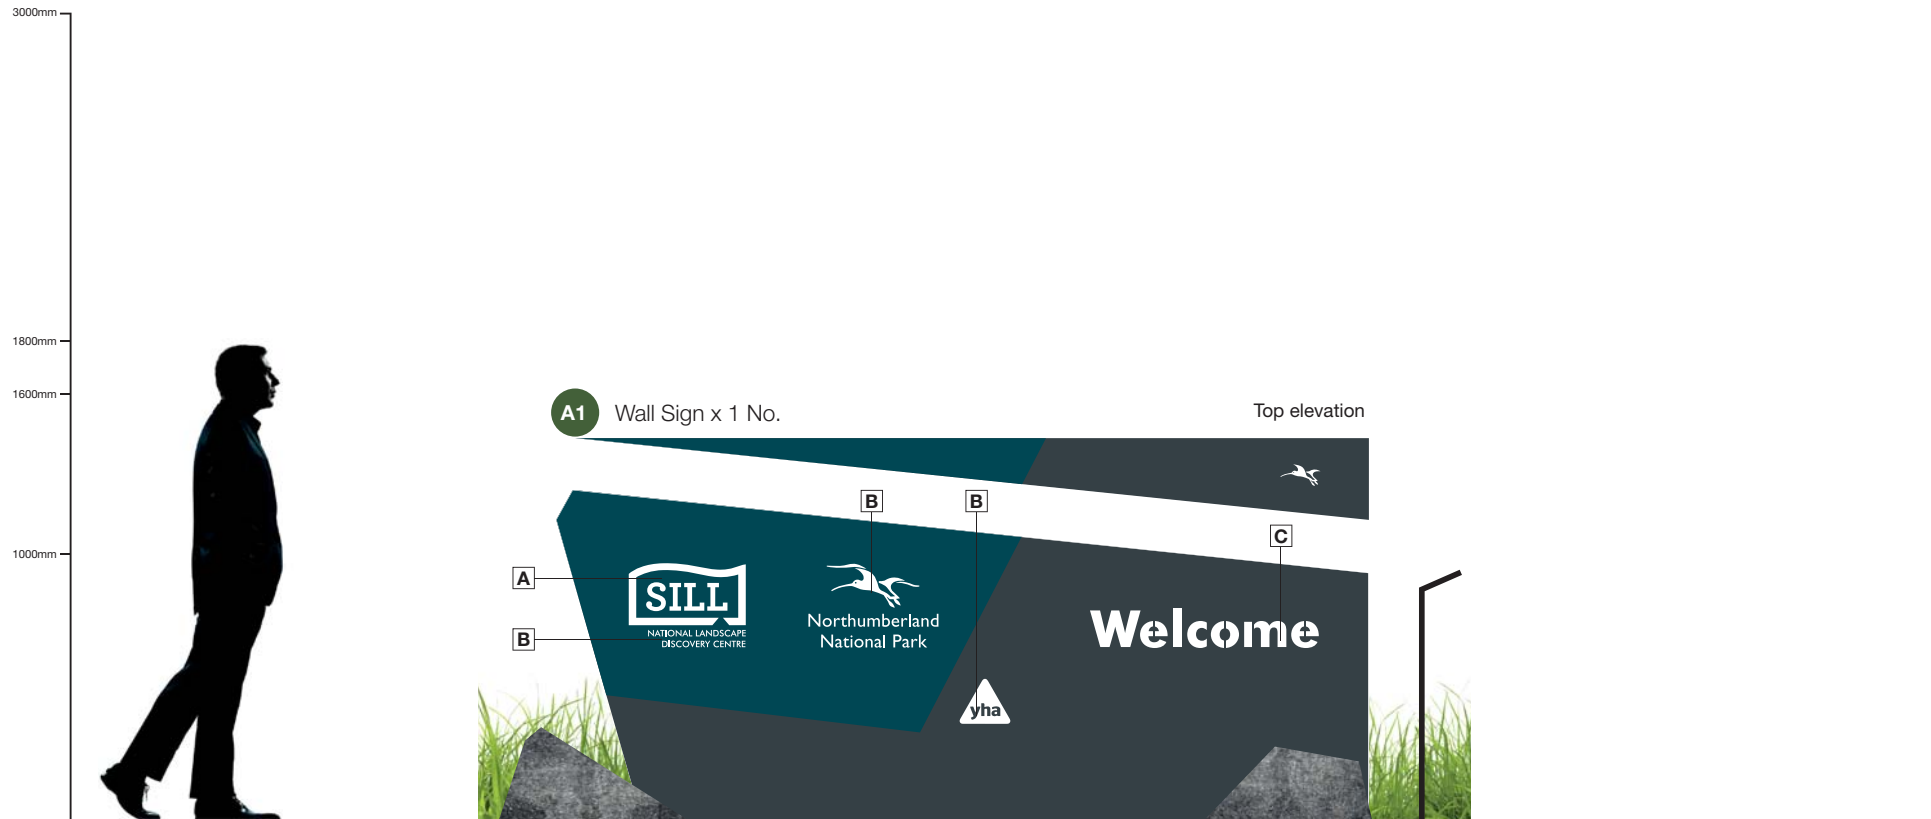 3000mm
1800mm
1600mm
1000mm
A1 Wall Sign x 1 No.
Top elevation
B
B
C
A
SILL
B
NATIONAL LANDSCAPE
DISCOVERY CENTRE
Northumberland
National Park
Welcome
yha